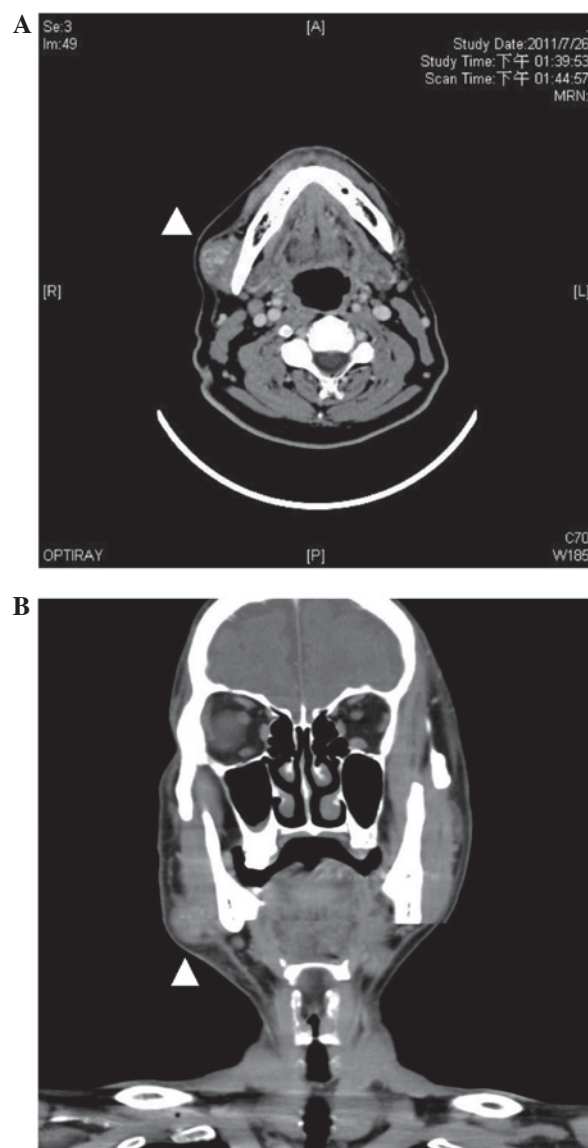 A
Se:3
Im:49
[A]
Study Date:2011/7/26
Study Time:下午 01:39:53
Scan Time:下午 01:44:57
MRN:
[R]
[L]
OPTIRAY
[P]
C70
W185
B